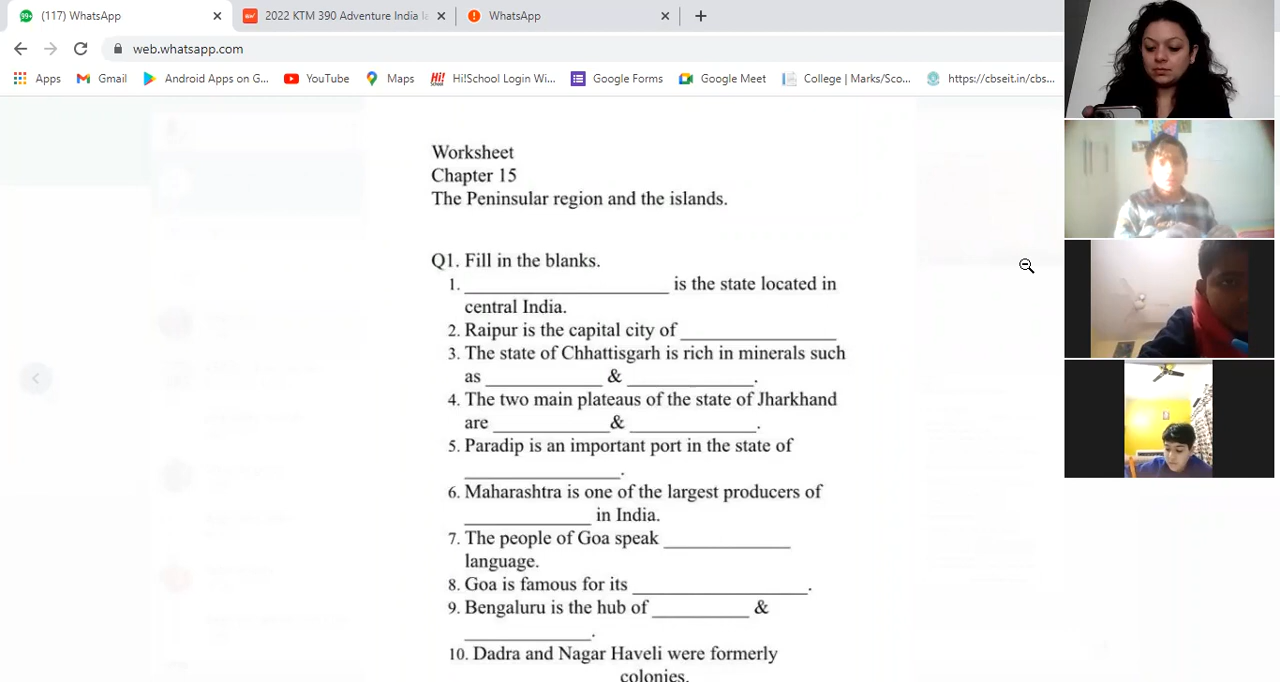 (117) WhatsApp
2022 KTM 390 Adventure India la
WhatsApp
web.whatsapp.com
Apps
Gmail
Android Apps on G...
YouTube
Maps
Hi!School Login Wi...
Google Forms
Google Meet
College | Marks/Sco...
https://cbseit.in/cbs...
Worksheet
Chapter 15
The Peninsular region and the islands.
Q1. Fill in the blanks.
1. ____________________ is the state located in
central India.
2. Raipur is the capital city of _______________
3. The state of Chhattisgarh is rich in minerals such
as ____________ & _____________.
4. The two main plateaus of the state of Jharkhand
are ____________& _____________.
5. Paradip is an important port in the state of
________________.
6. Maharashtra is one of the largest producers of
_____________ in India.
7. The people of Goa speak _____________
language.
8. Goa is famous for its __________________.
9. Bengaluru is the hub of __________ &
_____________.
10. Dadra and Nagar Haveli were formerly
colonies.